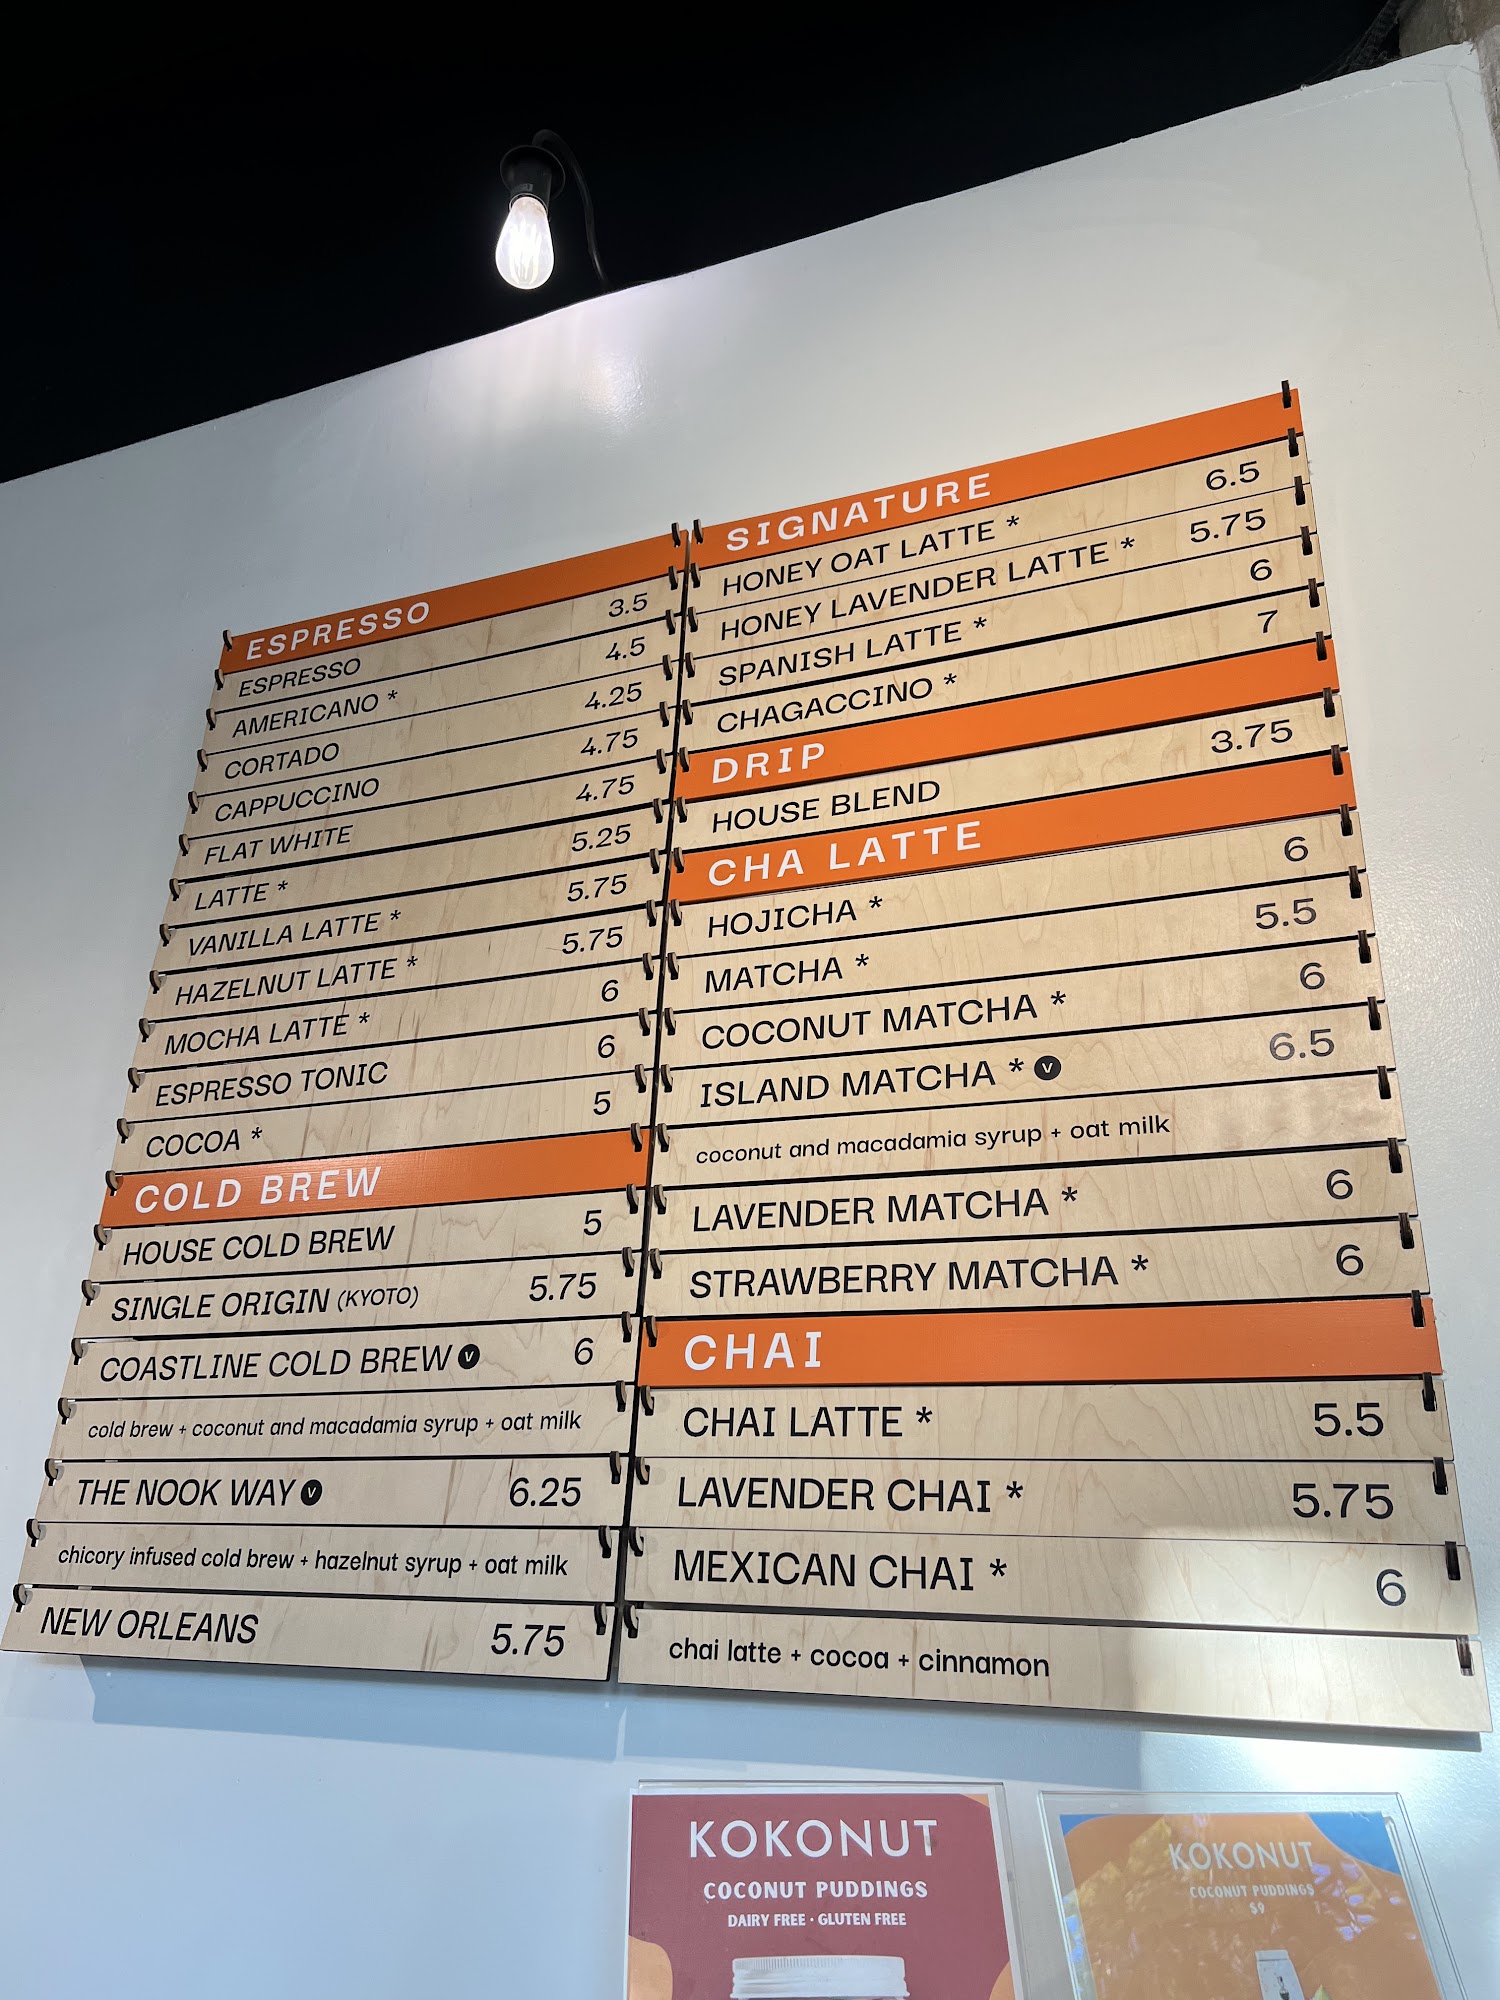 ESPRESSO
ESPRESSO 3.5
AMERICANO * 4.5
CORTADO 4.25
CAPPUCCINO 4.75
FLAT WHITE 4.75
LATTE * 5.25
VANILLA LATTE * 5.75
HAZELNUT LATTE * 5.75
MOCHA LATTE * 6
ESPRESSO TONIC 6
COCOA * 5
COLD BREW
HOUSE COLD BREW 5
SINGLE ORIGIN (KYOTO) 5.75
COASTLINE COLD BREW V 6
cold brew + coconut and macadamia syrup + oat milk
THE NOOK WAY V 6.25
chicory infused cold brew + hazelnut syrup + oat milk
NEW ORLEANS 5.75
SIGNATURE
HONEY OAT LATTE * 6.5
HONEY LAVENDER LATTE * 5.75
SPANISH LATTE * 6
CHAGACCINO * 7
DRIP
HOUSE BLEND 3.75
CHA LATTE
HOJICHA * 6
MATCHA * 5.5
COCONUT MATCHA * 6
ISLAND MATCHA * V 6.5
coconut and macadamia syrup + oat milk
LAVENDER MATCHA * 6
STRAWBERRY MATCHA * 6
CHAI
CHAI LATTE * 5.5
LAVENDER CHAI * 5.75
MEXICAN CHAI * 6
chai latte + cocoa + cinnamon
KOKONUT
COCONUT PUDDINGS
DAIRY FREE · GLUTEN FREE
KOKONUT
COCONUT PUDDINGS
$9